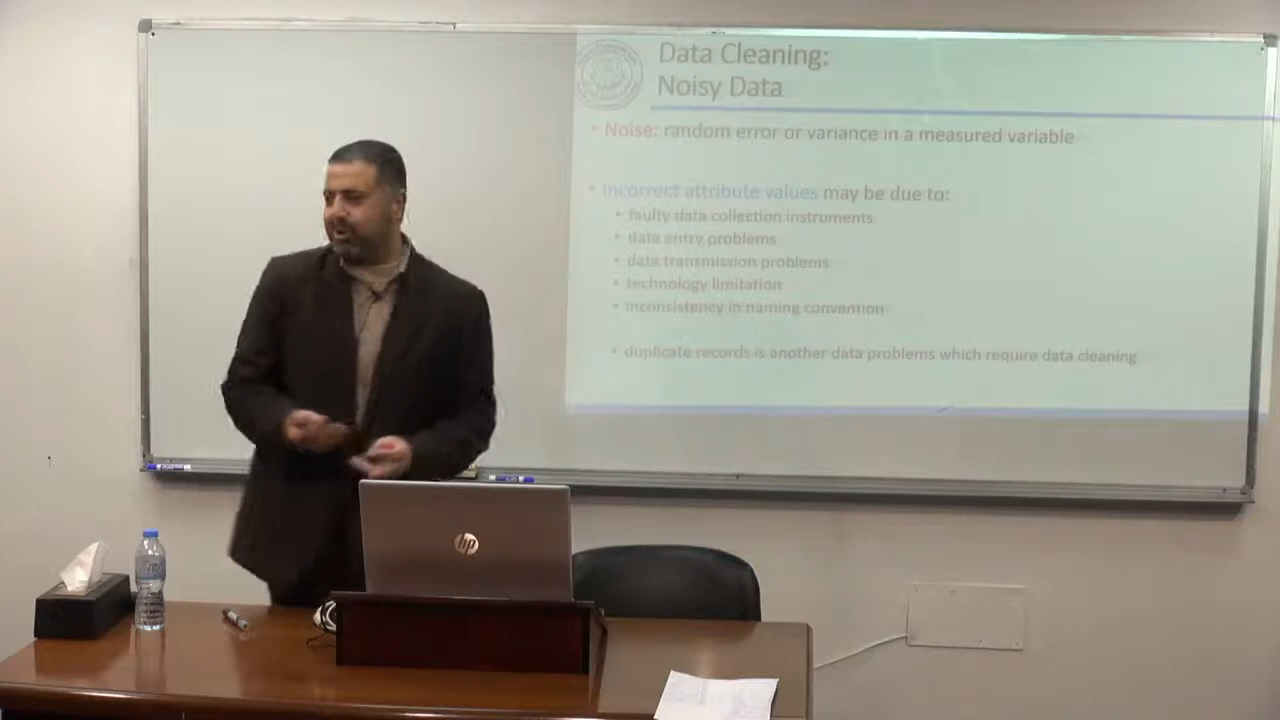 Data Cleaning:
Noisy Data
• Noise: random error or variance in a measured variable
• Incorrect attribute values may be due to:
• faulty data collection instruments
• data entry problems
• data transmission problems
• technology limitation
• inconsistency in naming convention
• duplicate records is another data problems which require data cleaning
hp